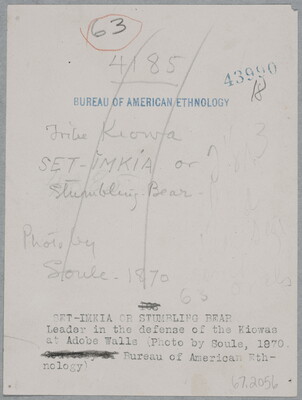 63
4185
43990
BUREAU OF AMERICAN ETHNOLOGY
Tribe Kiowa
SET-IMKIA or
Stumbling-Bear -
Photo by
Soule - 1870
63
SET-IMKIA OR STUMBLING BEAR
Leader in the defense of the Kiowas
at Adobe Walls (Photo by Soule, 1870.
Bureau of American Eth-
nology)
67.2056